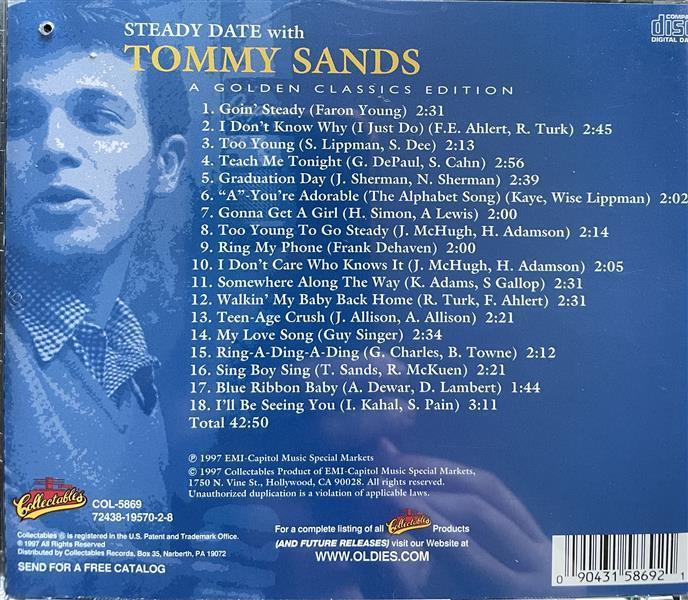 STEADY DATE with
TOMMY SANDS
A GOLDEN CLASSICS EDITION
COMPA
disc
DIGITAL DA
1. Goin' Steady (Faron Young) 2:31
2. I Don't Know Why (I Just Do) (F.E. Ahlert, R. Turk) 2:45
3. Too Young (S. Lippman, S. Dee) 2:13
4. Teach Me Tonight (G. DePaul, S. Cahn) 2:56
5. Graduation Day (J. Sherman, N. Sherman) 2:39
6. "A"-You're Adorable (The Alphabet Song) (Kaye, Wise Lippman) 2:02
7. Gonna Get A Girl (H. Simon, A Lewis) 2:00
8. Too Young To Go Steady (J. McHugh, H. Adamson) 2:14
9. Ring My Phone (Frank Dehaven) 2:00
10. I Don't Care Who Knows It (J. McHugh, H. Adamson) 2:05
11. Somewhere Along The Way (K. Adams, S Gallop) 2:31
12. Walkin' My Baby Back Home (R. Turk, F. Ahlert) 2:31
13. Teen-Age Crush (J. Allison, A. Allison) 2:21
14. My Love Song (Guy Singer) 2:34
15. Ring-A-Ding-A-Ding (G. Charles, B. Towne) 2:12
16. Sing Boy Sing (T. Sands, R. McKuen) 2:21
17. Blue Ribbon Baby (A. Dewar, D. Lambert) 1:44
18. I'll Be Seeing You (I. Kahal, S. Pain) 3:11
Total 42:50
℗ 1997 EMI-Capitol Music Special Markets
© 1997 Collectables Product of EMI-Capitol Music Special Markets,
1750 N. Vine St., Hollywood, CA 90028. All rights reserved.
Unauthorized duplication is a violation of applicable laws.
Collectables
COL-5869
72438-19570-2-8
Collectables ® is registered in the U.S. Patent and Trademark Office.
℗ 1997 All Rights Reserved
Distributed by Collectables Records, Box 35, Narberth, PA 19072
SEND FOR A FREE CATALOG
For a complete listing of all Collectables Products
(AND FUTURE RELEASES) visit our Website at
WWW.OLDIES.COM
0 90431 58692 1